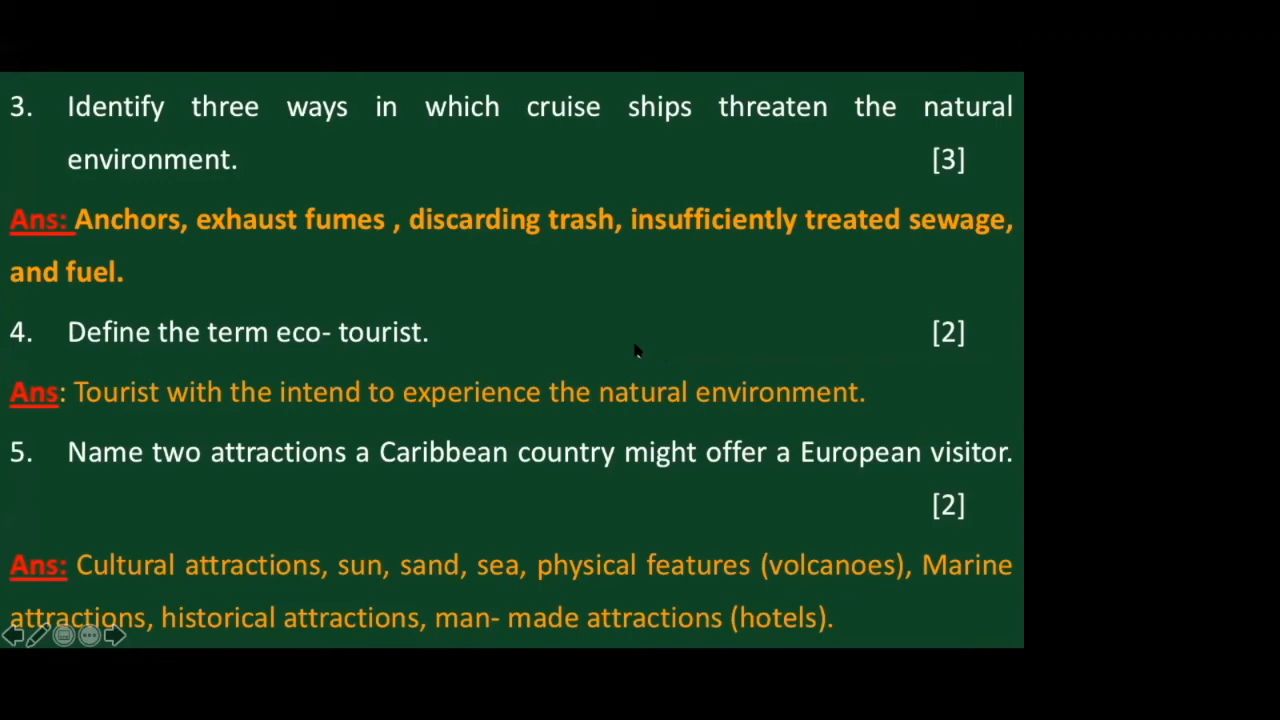 3. Identify three ways in which cruise ships threaten the natural
environment. [3]
Ans: Anchors, exhaust fumes , discarding trash, insufficiently treated sewage,
and fuel.
4. Define the term eco- tourist. [2]
Ans: Tourist with the intend to experience the natural environment.
5. Name two attractions a Caribbean country might offer a European visitor.
[2]
Ans: Cultural attractions, sun, sand, sea, physical features (volcanoes), Marine
attractions, historical attractions, man- made attractions (hotels).